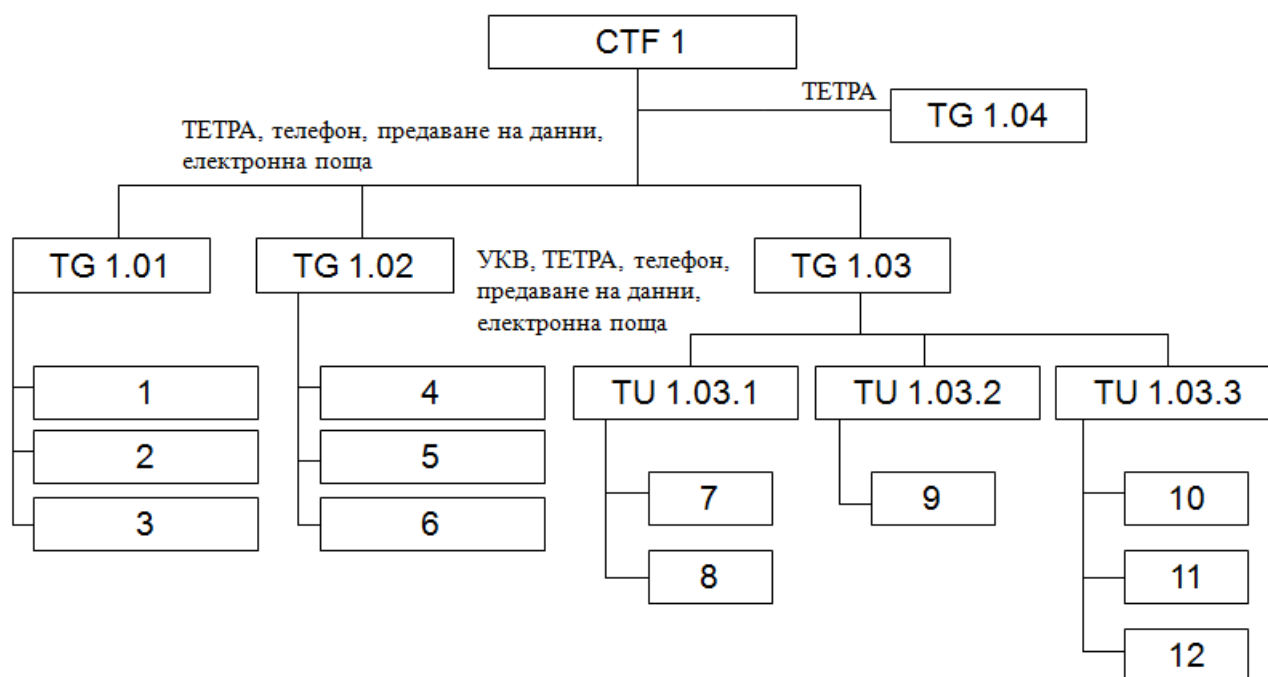 CTF 1
ТЕТРА
TG 1.04
ТЕТРА, телефон, предаване на данни,
електронна поща
TG 1.01
TG 1.02
УКВ, ТЕТРА, телефон,
предаване на данни,
електронна поща
TG 1.03
1
2
3
4
5
6
TU 1.03.1
TU 1.03.2
TU 1.03.3
7
8
9
10
11
12